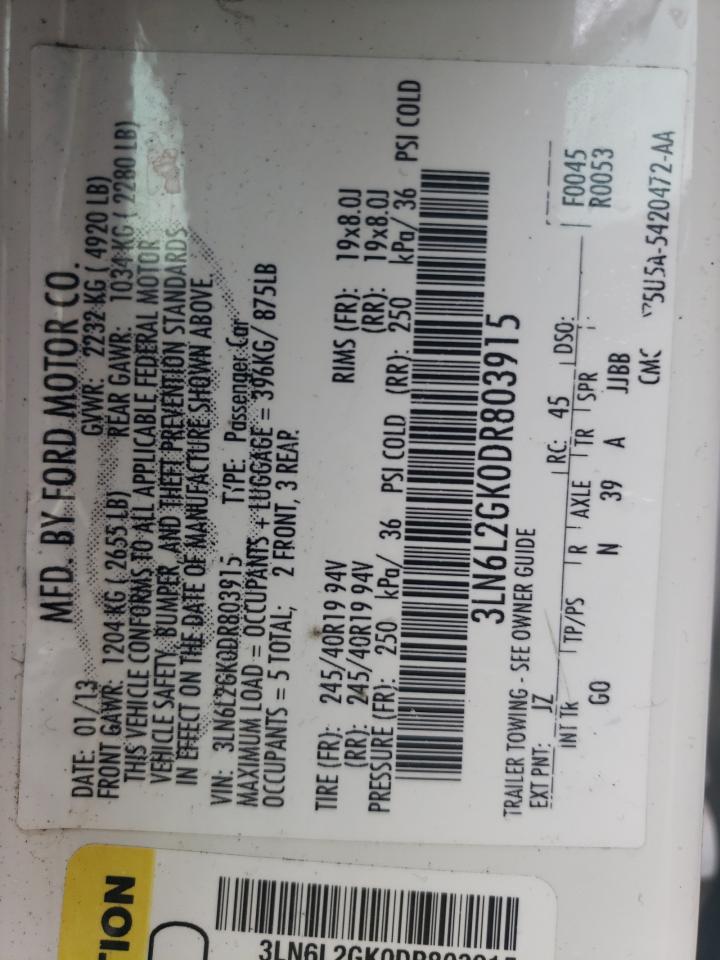 MFD. BY FORD MOTOR CO.
DATE: 01/13 GVWR: 2232 KG ( 4920 LB)
FRONT GAWR: 1204 KG ( 2655 LB) REAR GAWR: 1034 KG ( 2280 LB)
THIS VEHICLE CONFORMS TO ALL APPLICABLE FEDERAL MOTOR
VEHICLE SAFETY, BUMPER, AND THEFT PREVENTION STANDARDS
IN EFFECT ON THE DATE OF MANUFACTURE SHOWN ABOVE.
VIN: 3LN6L2GK0DR803915 TYPE: Passenger Car
MAXIMUM LOAD = OCCUPANTS + LUGGAGE = 396KG/ 875LB
OCCUPANTS = 5 TOTAL; 2 FRONT, 3 REAR.
TIRE (FR): 245/40R19 94V RIMS (FR): 19x8.0J
(RR): 245/40R19 94V (RR): 19x8.0J
PRESSURE (FR): 250 kPa/ 36 PSI COLD (RR): 250 kPa/ 36 PSI COLD
3LN6L2GK0DR803915
TRAILER TOWING - SEE OWNER GUIDE
EXT PNT: JZ RC: 45 DSO: F0045
R0053
INT TR TP/PS R AXLE TR SPR
GO N 39 A JJBB
CMC 5U5A-5420472-AA
TION
3LN6L2GK0DR803915